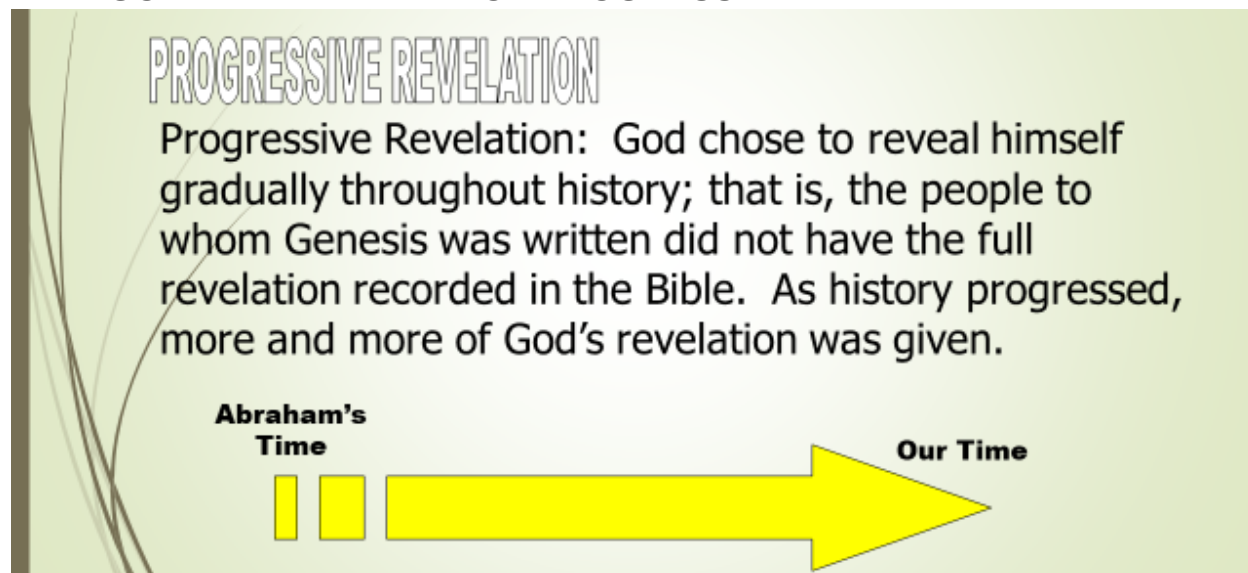 PROGRESSIVE REVELATION
Progressive Revelation:  God chose to reveal himself
gradually throughout history; that is, the people to
whom Genesis was written did not have the full
revelation recorded in the Bible.  As history progressed,
more and more of God’s revelation was given.
Abraham’s
Time
Our Time